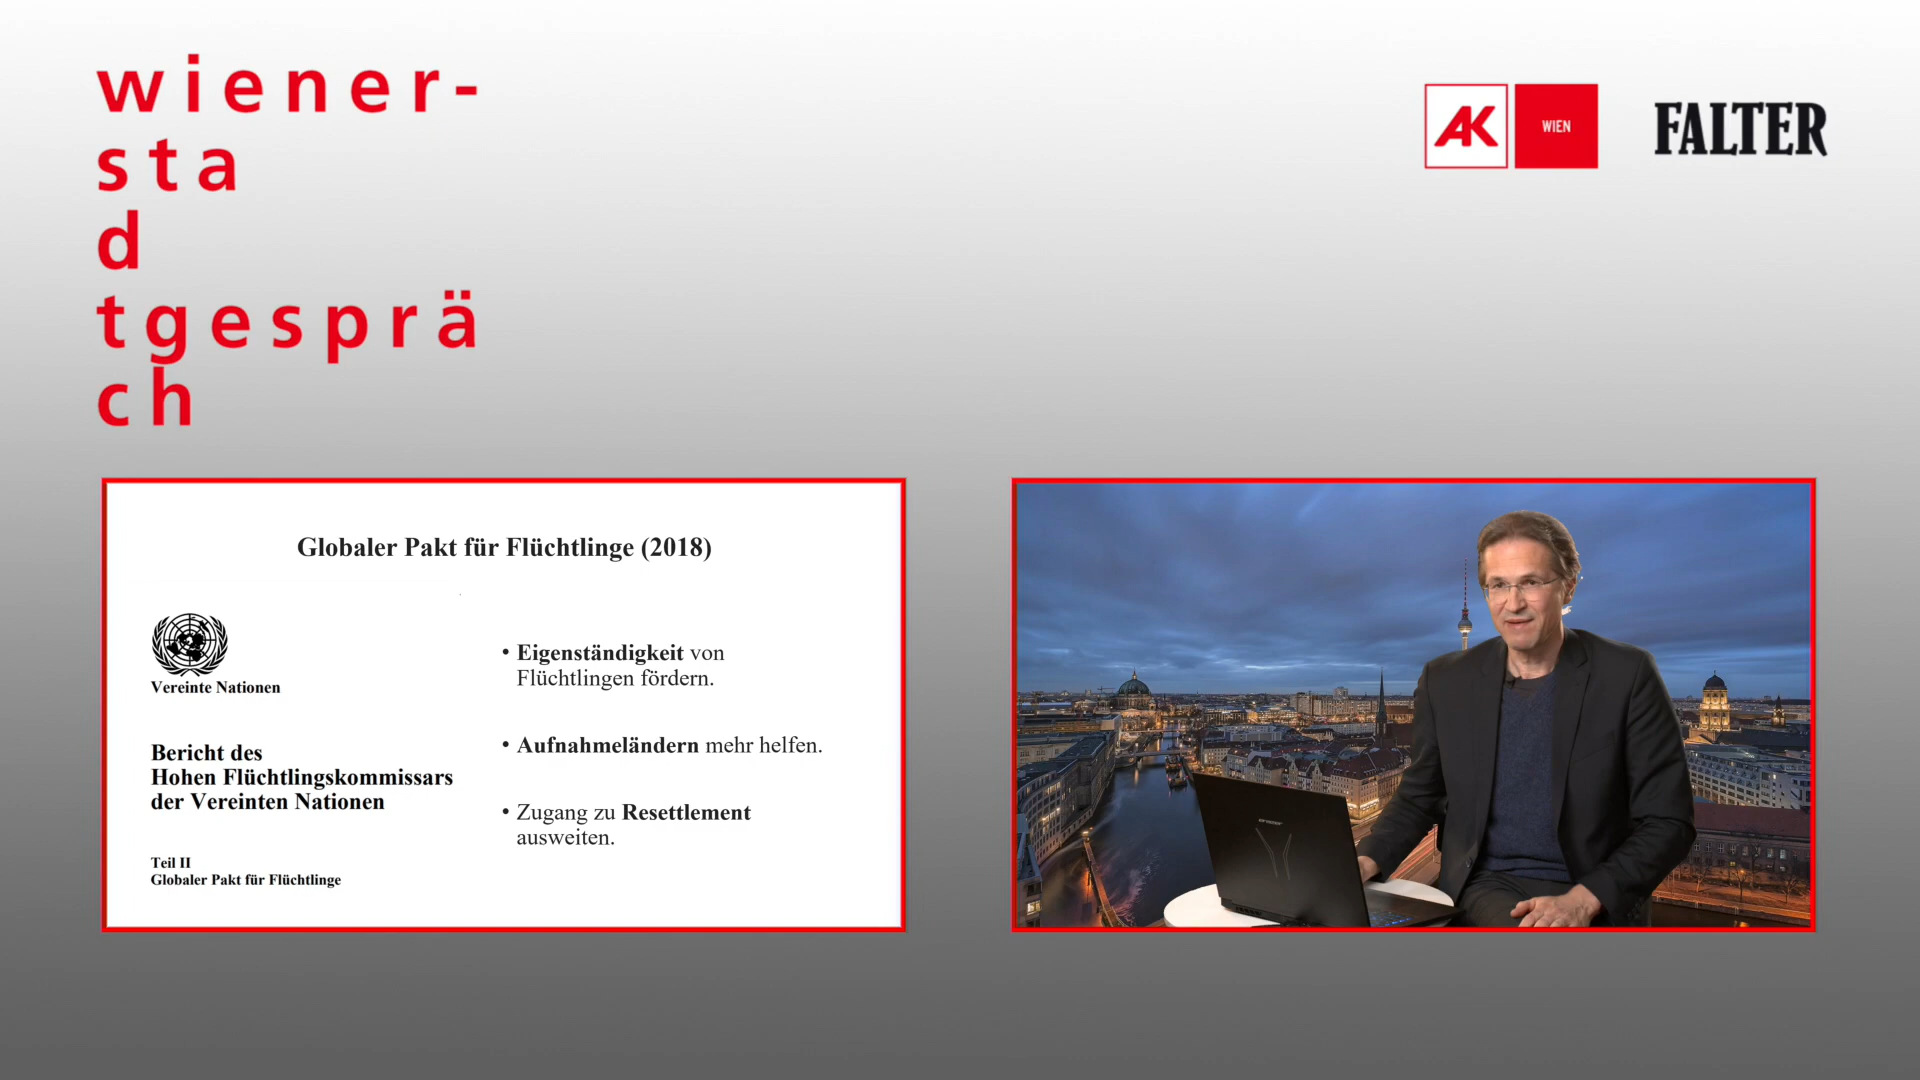 wiener-
sta
d
tgesprä
ch
AK
WIEN
FALTER
Globaler Pakt für Flüchtlinge (2018)
Vereinte Nationen
Bericht des
Hohen Flüchtlingskommissars
der Vereinten Nationen
Teil II
Globaler Pakt für Flüchtlinge
• Eigenständigkeit von
Flüchtlingen fördern.
• Aufnahmeländern mehr helfen.
• Zugang zu Resettlement
ausweiten.